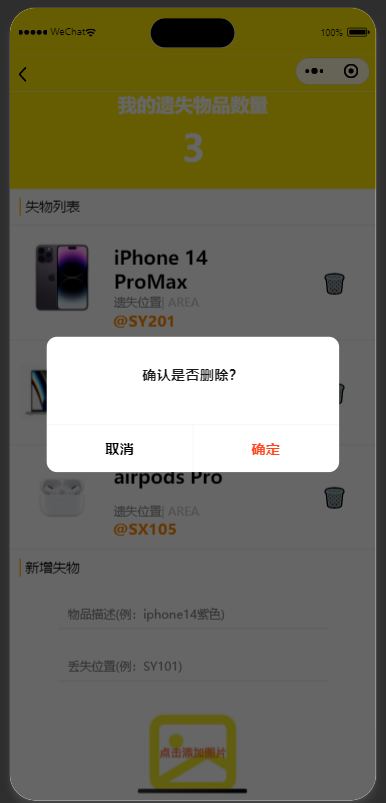 WeChat
100%
我的遗失物品数量
3
失物列表
iPhone 14
ProMax
遗失位置| AREA
@SY201
确认是否删除？
取消
确定
airpods Pro
遗失位置| AREA
@SX105
新增失物
物品描述(例：iphone14紫色)
丢失位置(例：SY101)
点击添加图片